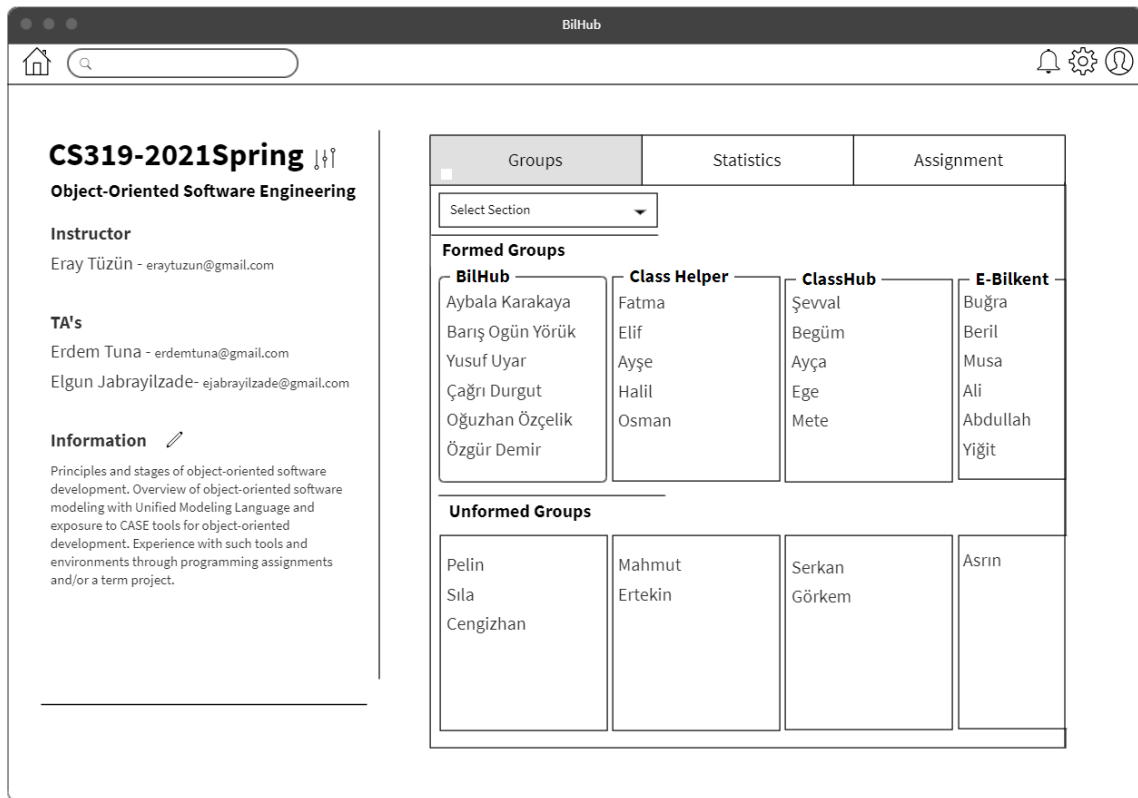 BilHub
CS319-2021Spring
Object-Oriented Software Engineering
Instructor
Eray Tüzün - eraytuzun@gmail.com
TA's
Erdem Tuna - erdemtuna@gmail.com
Elgun Jabrayilzade- ejabrayilzade@gmail.com
Information
Principles and stages of object-oriented software
development. Overview of object-oriented software
modeling with Unified Modeling Language and
exposure to CASE tools for object-oriented
development. Experience with such tools and
environments through programming assignments
and/or a term project.
Groups
Statistics
Assignment
Select Section
Formed Groups
BilHub
Aybala Karakaya
Barış Ogün Yörük
Yusuf Uyar
Çağrı Durgut
Oğuzhan Özçelik
Özgür Demir
Class Helper
Fatma
Elif
Ayşe
Halil
Osman
ClassHub
Şevval
Begüm
Ayça
Ege
Mete
E-Bilkent
Buğra
Beril
Musa
Ali
Abdullah
Yiğit
Unformed Groups
Pelin
Sıla
Cengizhan
Mahmut
Ertekin
Serkan
Görkem
Asrın